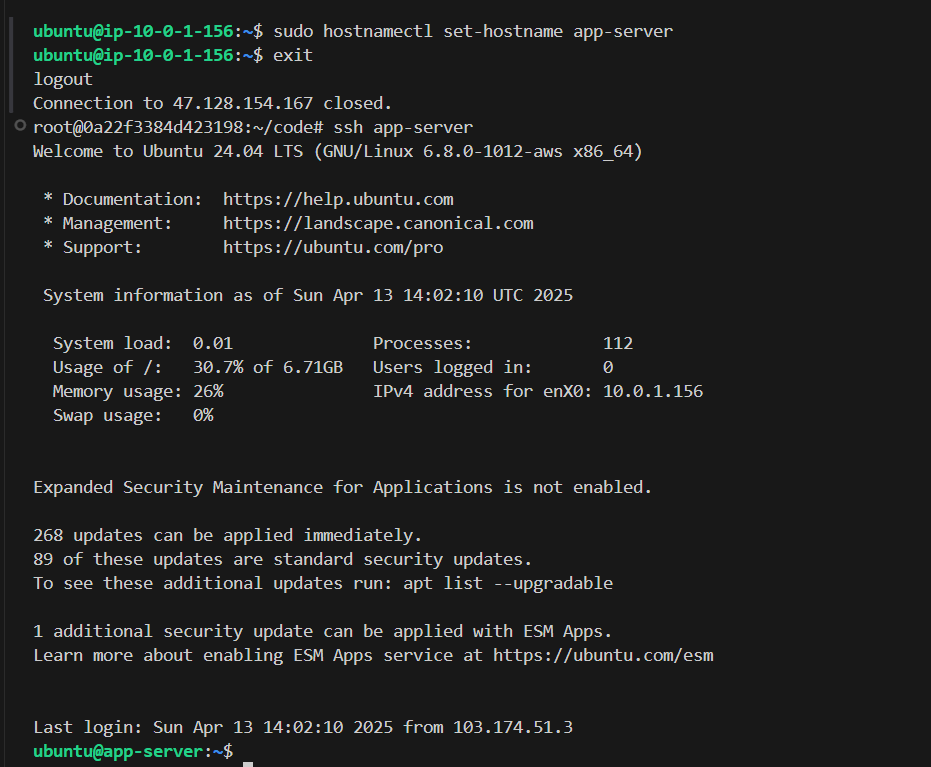 ubuntu@ip-10-0-1-156:~$ sudo hostnamectl set-hostname app-server
ubuntu@ip-10-0-1-156:~$ exit
logout
Connection to 47.128.154.167 closed.
root@0a22f3384d423198:~/code# ssh app-server
Welcome to Ubuntu 24.04 LTS (GNU/Linux 6.8.0-1012-aws x86_64)
* Documentation:  https://help.ubuntu.com
* Management:     https://landscape.canonical.com
* Support:        https://ubuntu.com/pro
System information as of Sun Apr 13 14:02:10 UTC 2025
System load:  0.01              Processes:             112
Usage of /:   30.7% of 6.71GB   Users logged in:       0
Memory usage: 26%               IPv4 address for enX0: 10.0.1.156
Swap usage:   0%
Expanded Security Maintenance for Applications is not enabled.
268 updates can be applied immediately.
89 of these updates are standard security updates.
To see these additional updates run: apt list --upgradable
1 additional security update can be applied with ESM Apps.
Learn more about enabling ESM Apps service at https://ubuntu.com/esm
Last login: Sun Apr 13 14:02:10 2025 from 103.174.51.3
ubuntu@app-server:~$